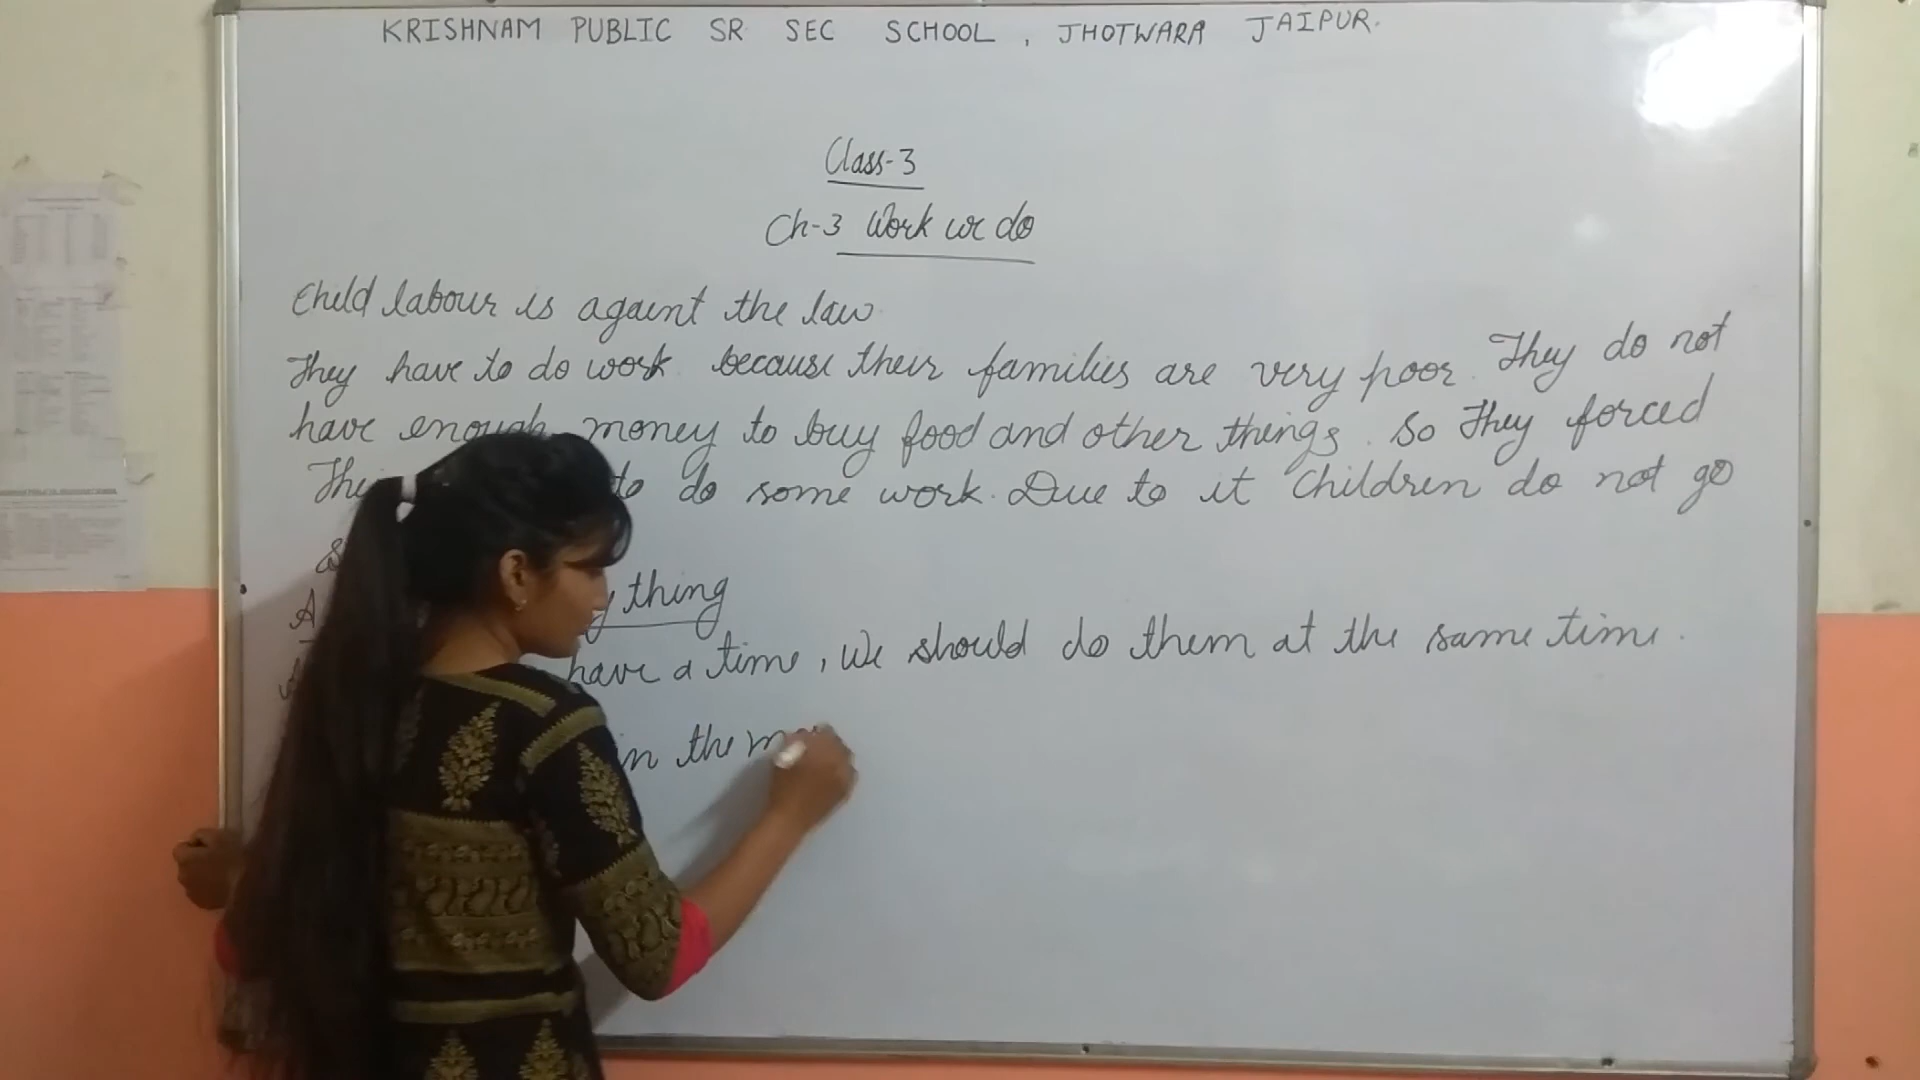 KRISHNAM PUBLIC SR SEC SCHOOL, JHOTWARA JAIPUR.
Class-3
Ch-3 Work we do
Child labour is againt the law
They have to do work because their families are very poor. They do not
have enough money to buy food and other things. So they forced
to do some work. Due to it children do not go
thing
have a time, We should do them at the same time.
in the